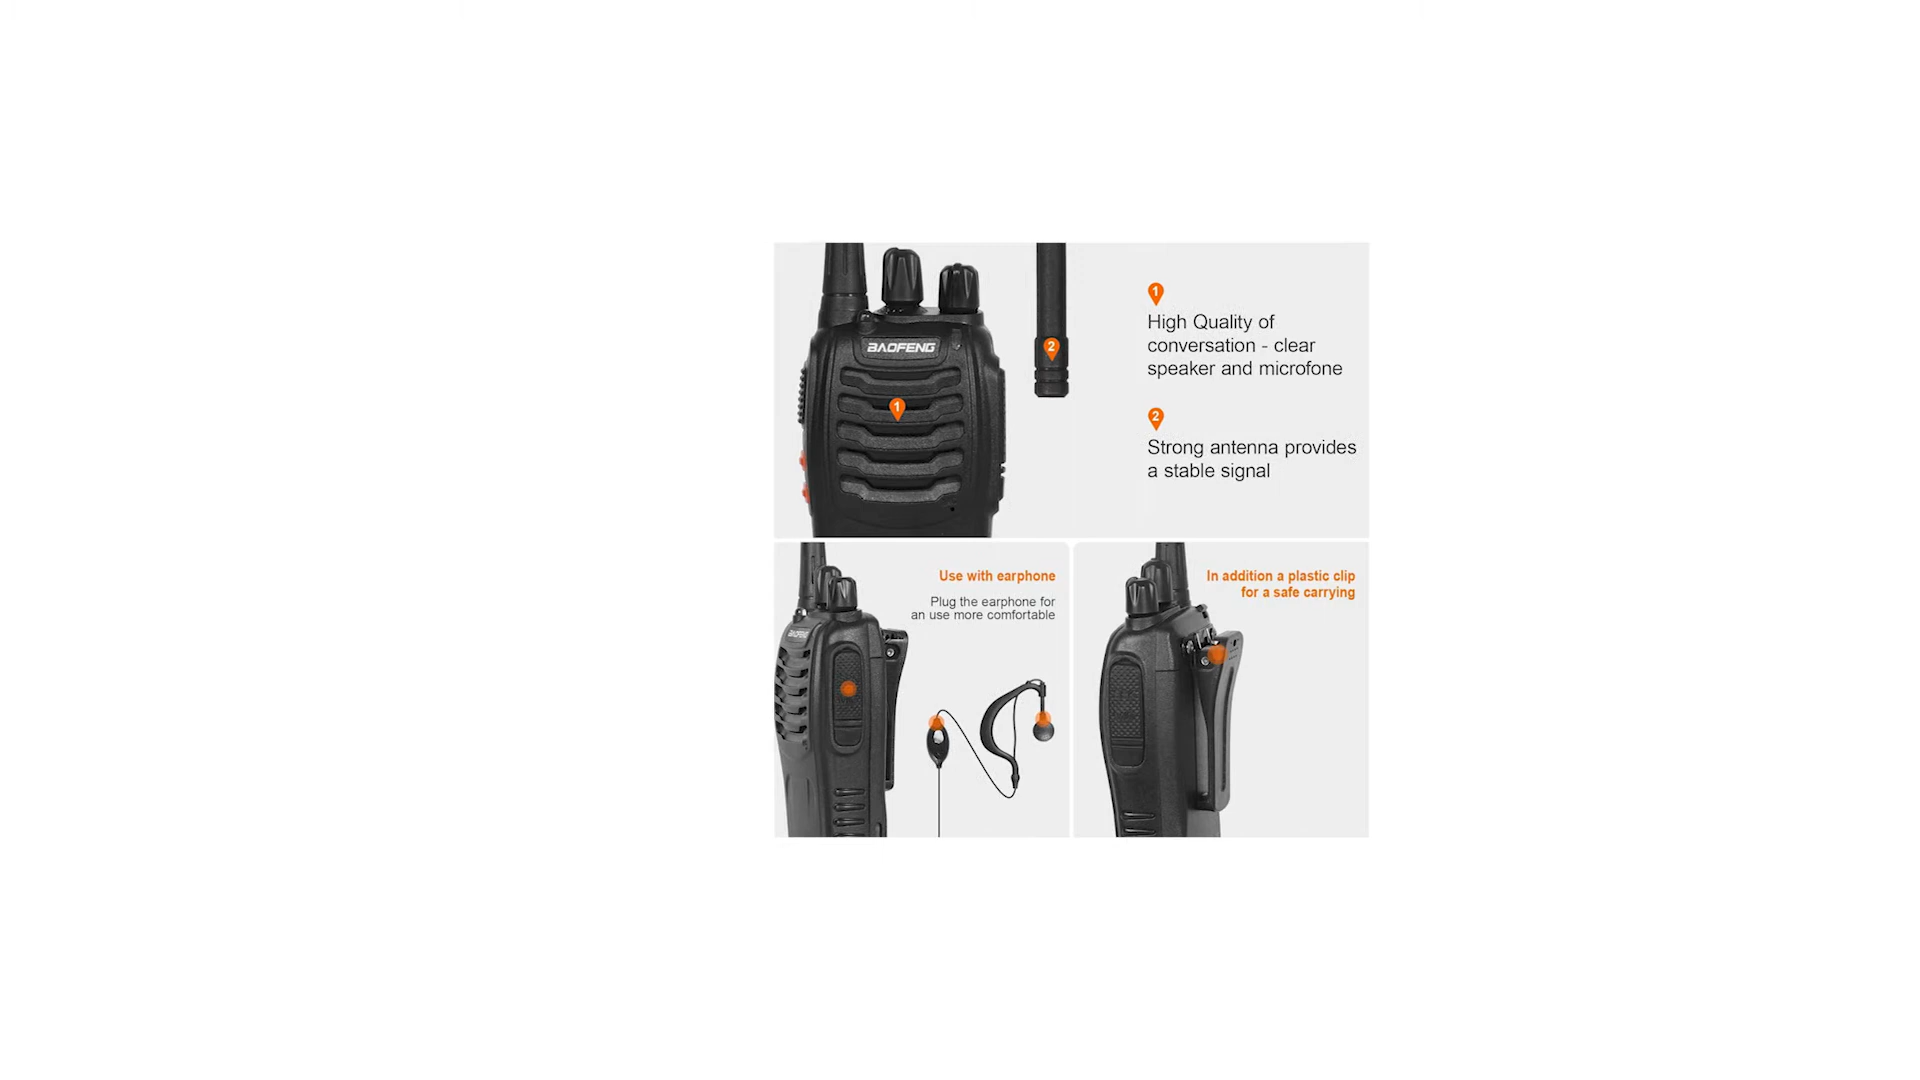 BAOFENG
1
2
1
High Quality of
conversation - clear
speaker and microfone
2
Strong antenna provides
a stable signal
BAOFENG
Use with earphone
Plug the earphone for
an use more comfortable
In addition a plastic clip
for a safe carrying